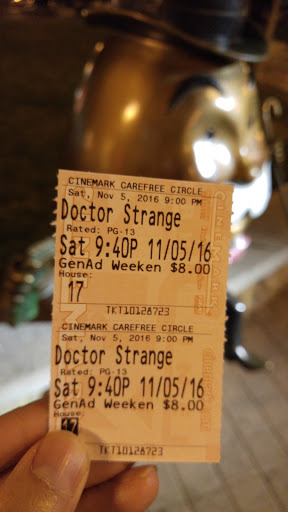 CINEMARK CAREFREE CIRCLE
Sat, Nov 5, 2016 9:00 PM
Doctor Strange
Rated: PG-13
Sat 9:40P 11/05/16
GenAd Weeken $8.00
House:
17
TKT10128723
CINEMARK CAREFREE CIRCLE
Sat, Nov 5, 2016 9:00 PM
Doctor Strange
Rated: PG-13
Sat 9:40P 11/05/16
GenAd Weeken $8.00
House:
17
TKT10128723
CINEMARK